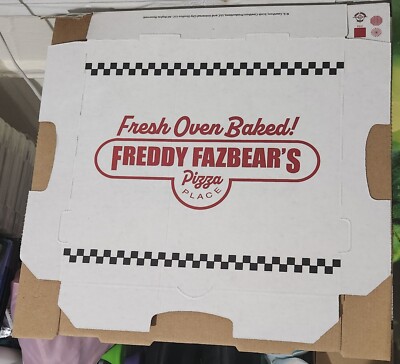 Fresh Oven Baked!
FREDDY FAZBEAR'S
Pizza
PLACE